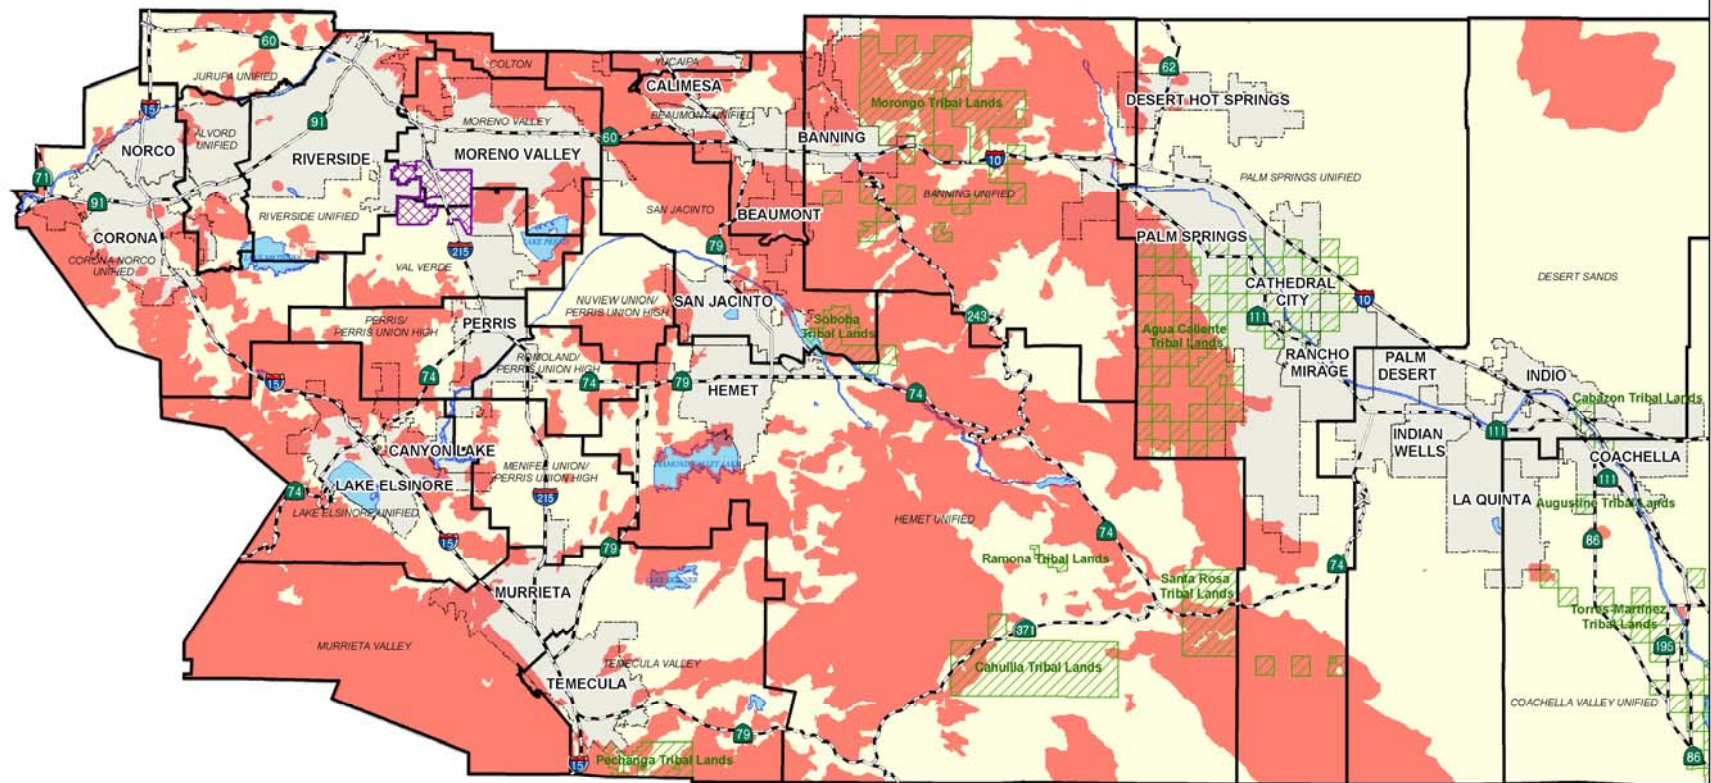 60
COLTON
YUCAIPA
62
JURUPA UNIFIED
CALIMESA
DESERT HOT SPRINGS
15
91
MORENO VALLEY
BEAUMONT UNIFIED
Morongo Tribal Lands
ALVORD
UNIFIED
60
BANNING
NORCO
RIVERSIDE
MORENO VALLEY
10
71
91
BANNING UNIFIED
PALM SPRINGS UNIFIED
RIVERSIDE UNIFIED
SAN JACINTO
BEAUMONT
CORONA
215
79
PALM SPRINGS
LAKE PERRIS
CORONA NORCO
UNIFIED
VAL VERDE
DESERT SANDS
CATHEDRAL
CITY
10
NUVIEW UNION/
PERRIS UNION HIGH
SAN JACINTO
Soboba
Tribal Lands
243
111
PERRIS/
PERRIS UNION HIGH
PERRIS
Agua Caliente
Tribal Lands
ROMOLAND/
PERRIS UNION HIGH
RANCHO
MIRAGE
PALM
DESERT
15
74
74
79
HEMET
74
INDIO
Cabazon Tribal Lands
111
CANYON LAKE
INDIAN
WELLS
COACHELLA
DIAMOND VALLEY LAKE
MENIFEE UNION/
PERRIS UNION HIGH
74
LAKE ELSINORE
215
111
LA QUINTA
Augustine Tribal Lands
LAKE ELSINORE UNIFIED
HEMET UNIFIED
74
15
79
86
Ramona Tribal Lands
74
LAKE SKINNER
Santa Rosa
Tribal Lands
MURRIETA
Torres-Martinez
Tribal Lands
371
MURRIETA VALLEY
195
TEMECULA VALLEY
Cahuilla Tribal Lands
TEMECULA
COACHELLA VALLEY UNIFIED
79
86
15
Pechanga Tribal Lands